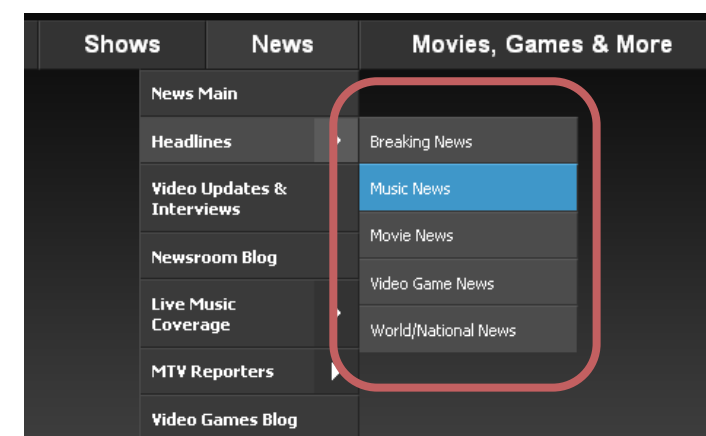 Shows News Movies, Games & More
News Main
Headlines
Video Updates &
Interviews
Newsroom Blog
Live Music
Coverage
MTV Reporters
Video Games Blog
Breaking News
Music News
Movie News
Video Game News
World/National News